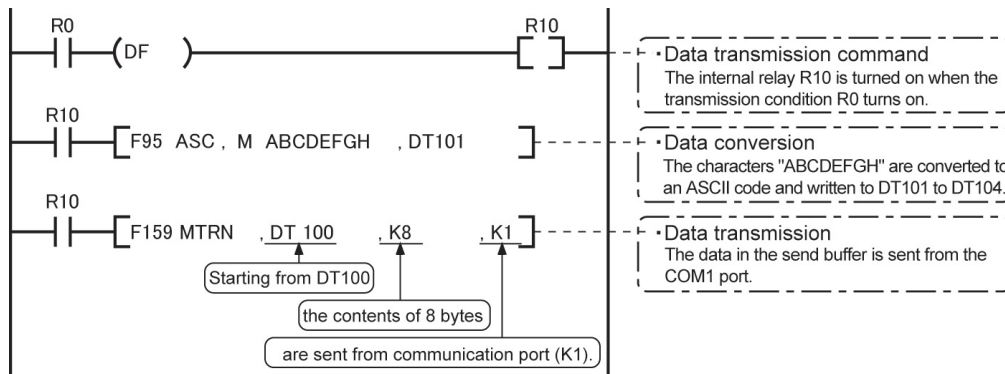 R0
(DF )
R10
[ ]
·Data transmission command
The internal relay R10 is turned on when the
transmission condition R0 turns on.
R10
[F95 ASC , M ABCDEFGH , DT101 ]
·Data conversion
The characters "ABCDEFGH" are converted to
an ASCII code and written to DT101 to DT104.
R10
[F159 MTRN , DT 100 , K8 , K1]
·Data transmission
The data in the send buffer is sent from the
COM1 port.
Starting from DT100
the contents of 8 bytes
are sent from communication port (K1).